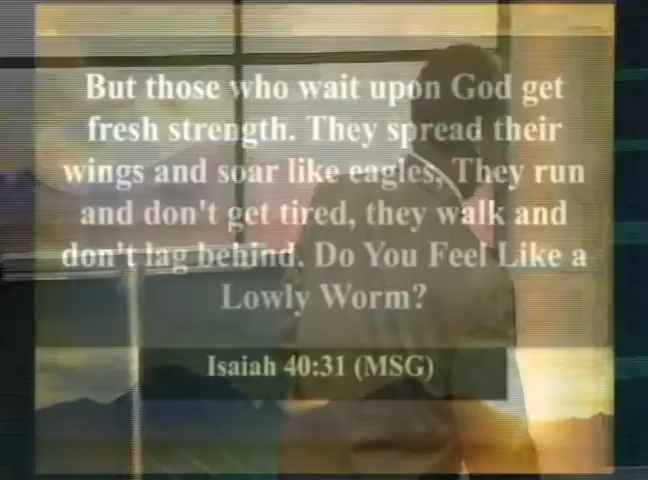 But those who wait upon God get
fresh strength. They spread their
wings and soar like eagles, They run
and don't get tired, they walk and
don't lag behind. Do You Feel Like a
Lowly Worm?
Isaiah 40:31 (MSG)